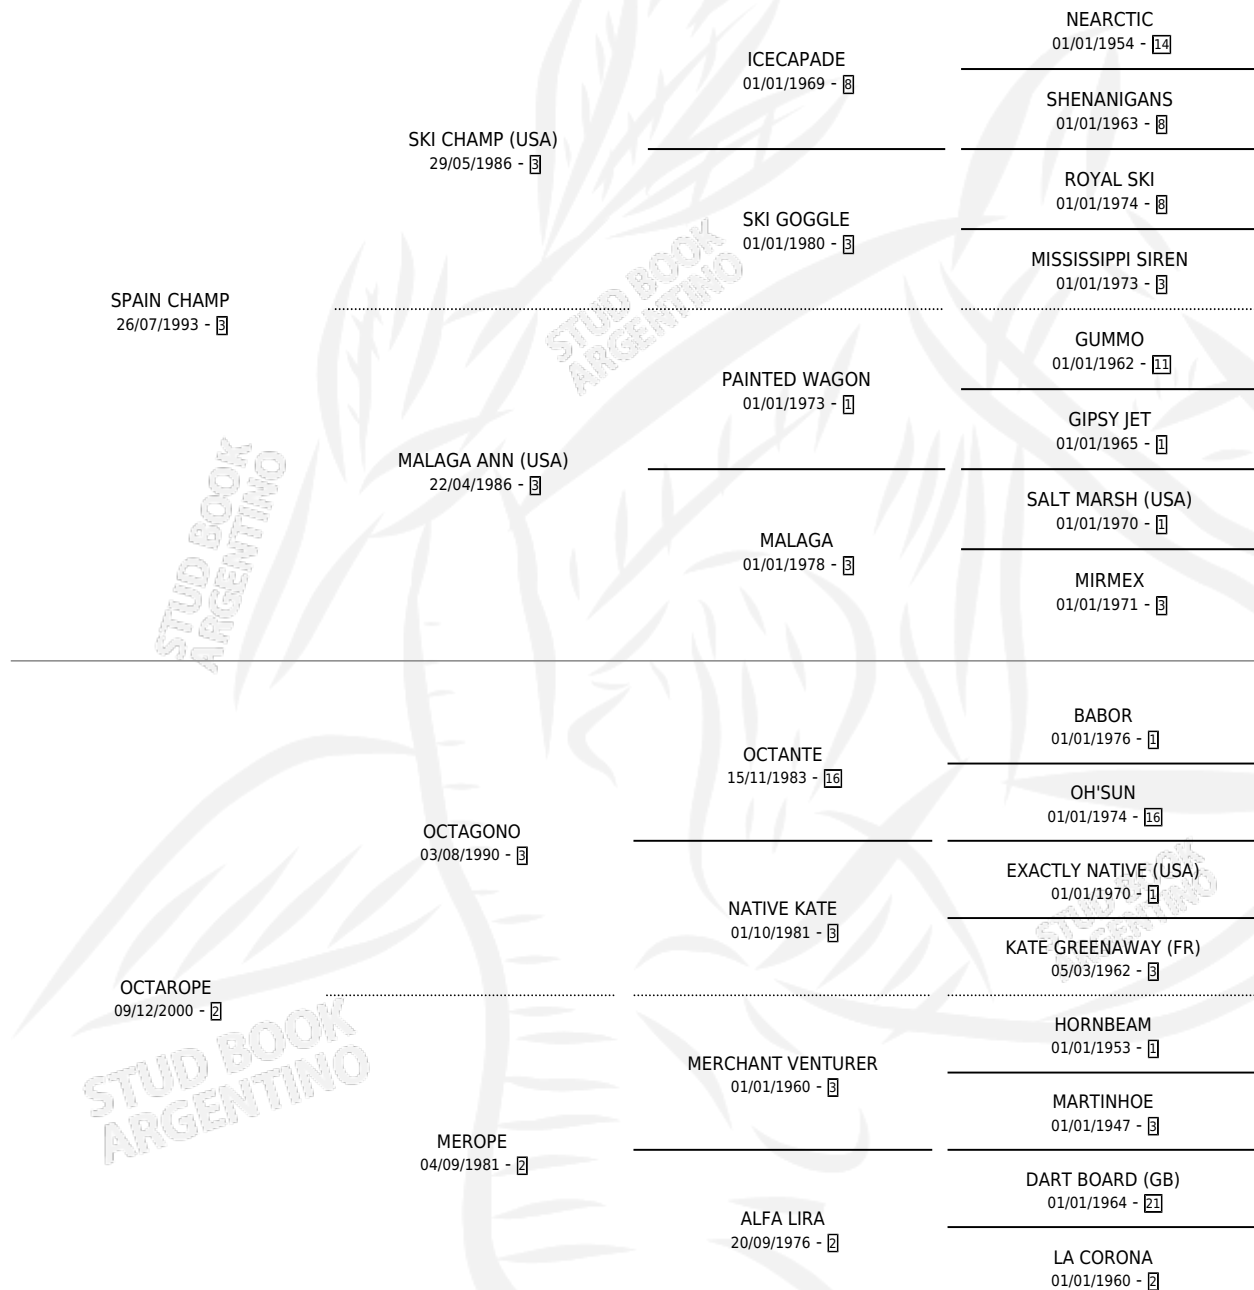 NEARCTIC
01/01/1954 - 14
ICECAPADE
01/01/1969 - 8
SHENANIGANS
01/01/1963 - 8
SKI CHAMP (USA)
29/05/1986 - 3
ROYAL SKI
01/01/1974 - 8
SKI GOGGLE
01/01/1980 - 3
MISSISSIPPI SIREN
01/01/1973 - 3
SPAIN CHAMP
26/07/1993 - 3
STUD BOOK
ARGENTINO
GUMMO
01/01/1962 - 11
PAINTED WAGON
01/01/1973 - 1
GIPSY JET
01/01/1965 - 1
MALAGA ANN (USA)
22/04/1986 - 3
SALT MARSH (USA)
01/01/1970 - 1
MALAGA
01/01/1978 - 3
MIRMEX
01/01/1971 - 3
STUD BOOK
ARGENTINO
BABOR
01/01/1976 - 1
OCTANTE
15/11/1983 - 16
OH'SUN
01/01/1974 - 16
OCTAGONO
03/08/1990 - 3
EXACTLY NATIVE (USA)
01/01/1970 - 1
NATIVE KATE
01/10/1981 - 3
STUD BOOK
ARGENTINO
KATE GREENAWAY (FR)
05/03/1962 - 3
OCTAROPE
09/12/2000 - 2
STUD BOOK
ARGENTINO
HORNBEAM
01/01/1953 - 1
MERCHANT VENTURER
01/01/1960 - 3
MARTINHOE
01/01/1947 - 3
MEROPE
04/09/1981 - 2
DART BOARD (GB)
01/01/1964 - 21
ALFA LIRA
20/09/1976 - 2
LA CORONA
01/01/1960 - 2